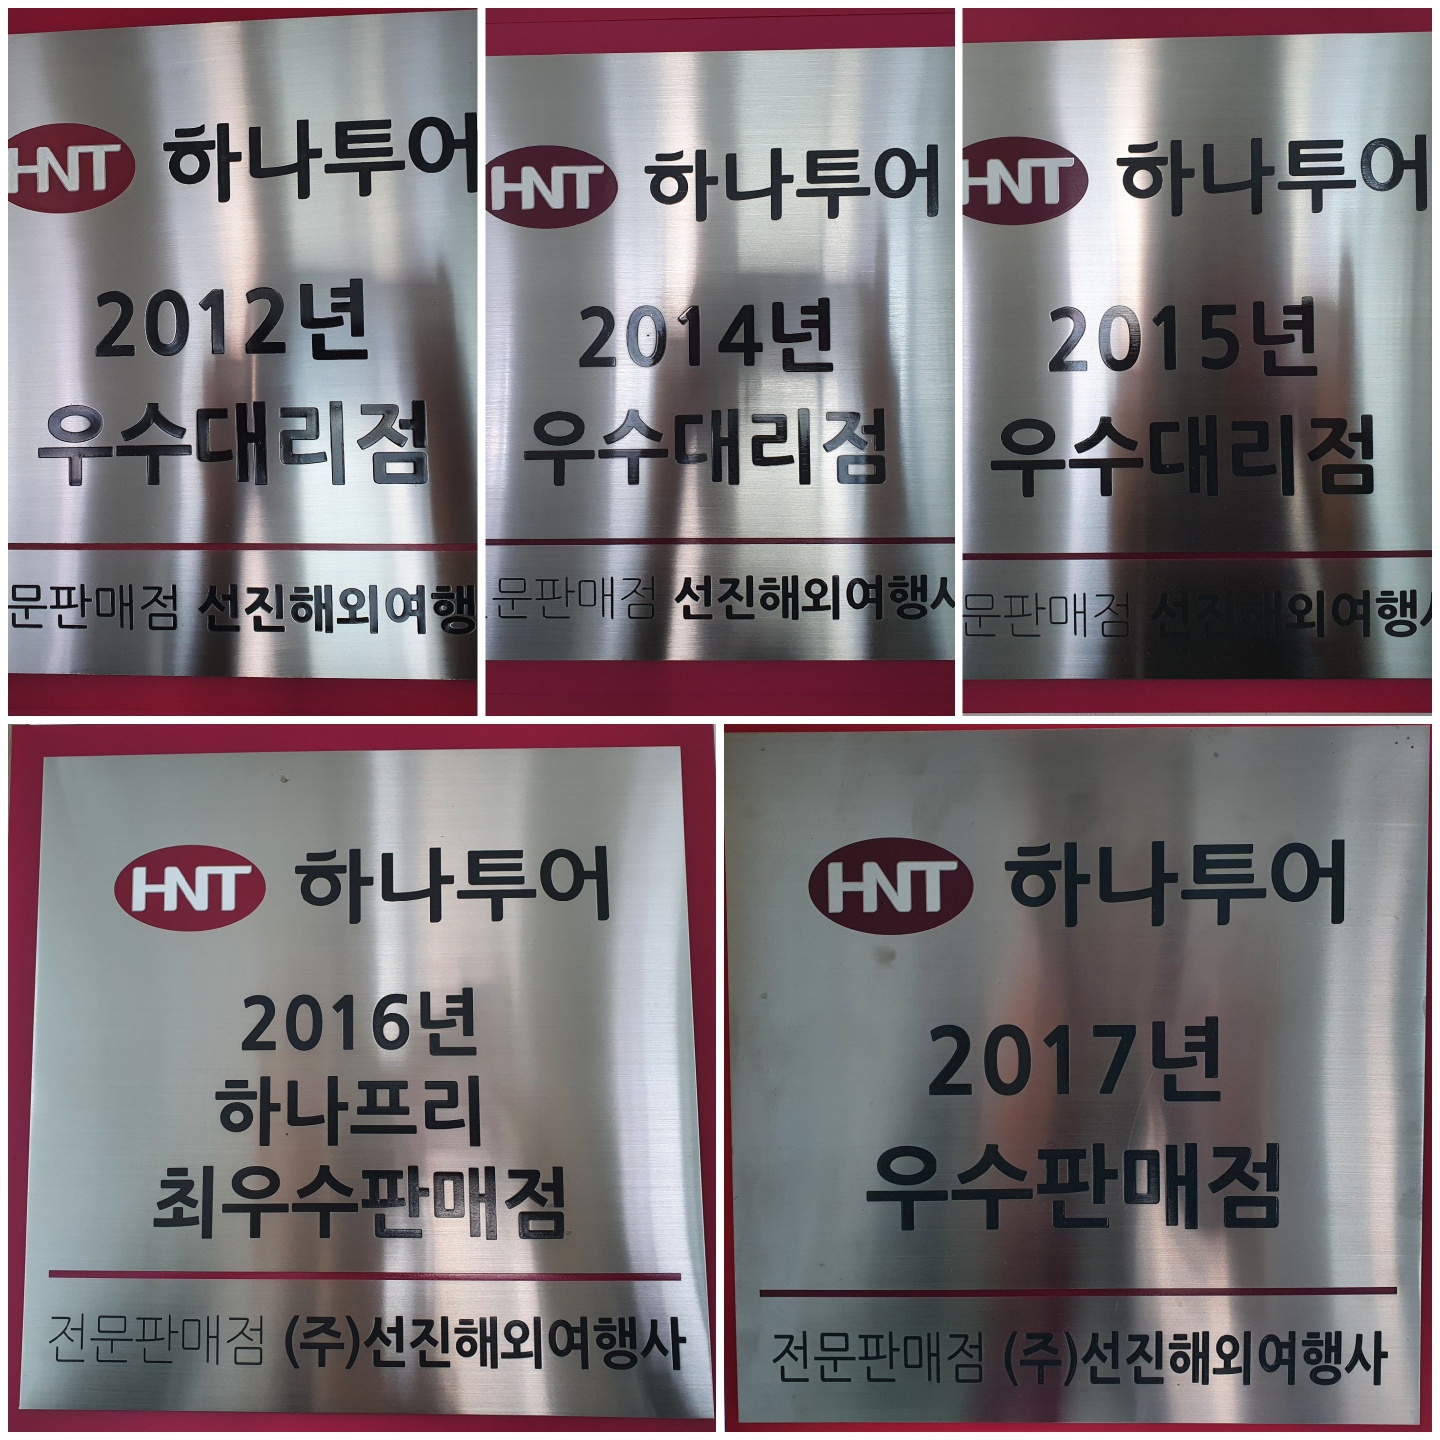 HNT 하나투어
2012년
우수대리점
문판매점 선진해외여행
HNT 하나투어
2014년
우수대리점
문판매점 선진해외여행사
HNT 하나투어
2015년
우수대리점
문판매점 선진해외여행
HNT 하나투어
2016년
하나프리
최우수판매점
전문판매점 (주)선진해외여행사
HNT 하나투어
2017년
우수판매점
전문판매점 (주)선진해외여행사